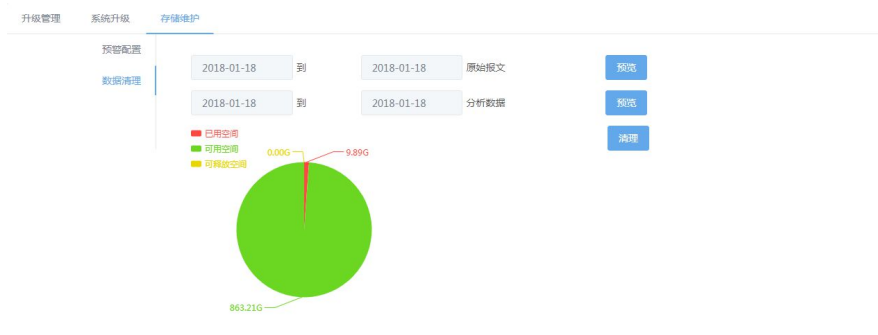 升级管理 系统升级 存储维护
预警配置
数据清理
2018-01-18 到 2018-01-18 原始报文 预览
2018-01-18 到 2018-01-18 分析数据 预览
清理
已用空间
可用空间
可释放空间
0.00G
9.89G
863.21G